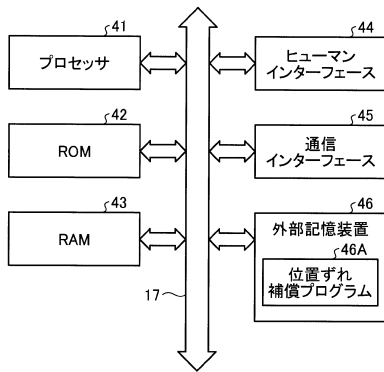 41
プロセッサ
42
ROM
43
RAM
44
ヒューマン
インターフェース
45
通信
インターフェース
46
外部記憶装置
46A
位置ずれ
補償プログラム
17